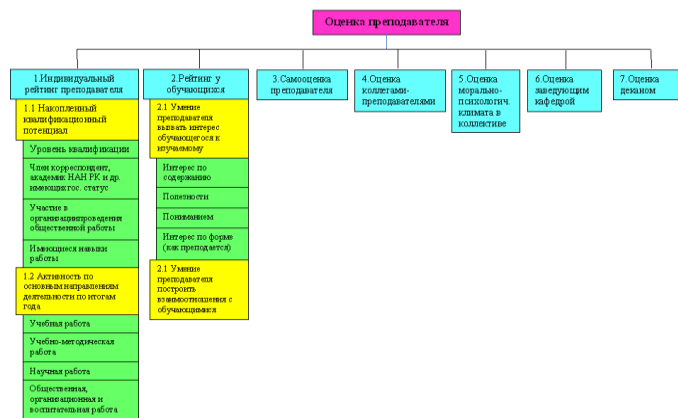 Оценка преподавателя
1.Индивидуальный
рейтинг преподавателя
1.1 Накопленный
квалификационный
потенциал
Уровень квалификации
Член корреспондент,
академик НАН РК и др.
имеющих гос. статус
Участие в
организациипроведения
общественной работы
Имеющиеся навыки
работы
1.2 Активность по
основным направлениям
деятельности по итогам
года
Учебная работа
Учебно-методическая
работа
Научная работа
Общественная,
организационная и
воспитательная работа
2.Рейтинг у
обучающихся
2.1 Умение
преподавателя
вызвать интерес
обучающегося к
изучаемому
Интерес по
содержанию
Полезности
Пониманием
Интерес по форме
(как преподается)
2.1 Умение
преподавателя
построить
взаимоотношения с
обучающимися
3.Самооценка
преподавателя
4.Оценка
коллегами-
преподавателями
5.Оценка
морально-
психологич.
климата в
коллективе
6.Оценка
заведующим
кафедрой
7.Оценка
деканом